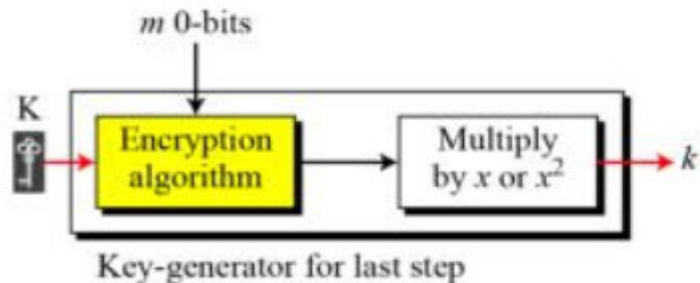 m 0-bits
K
Encryption
algorithm
Multiply
by x or x²
k
Key-generator for last step